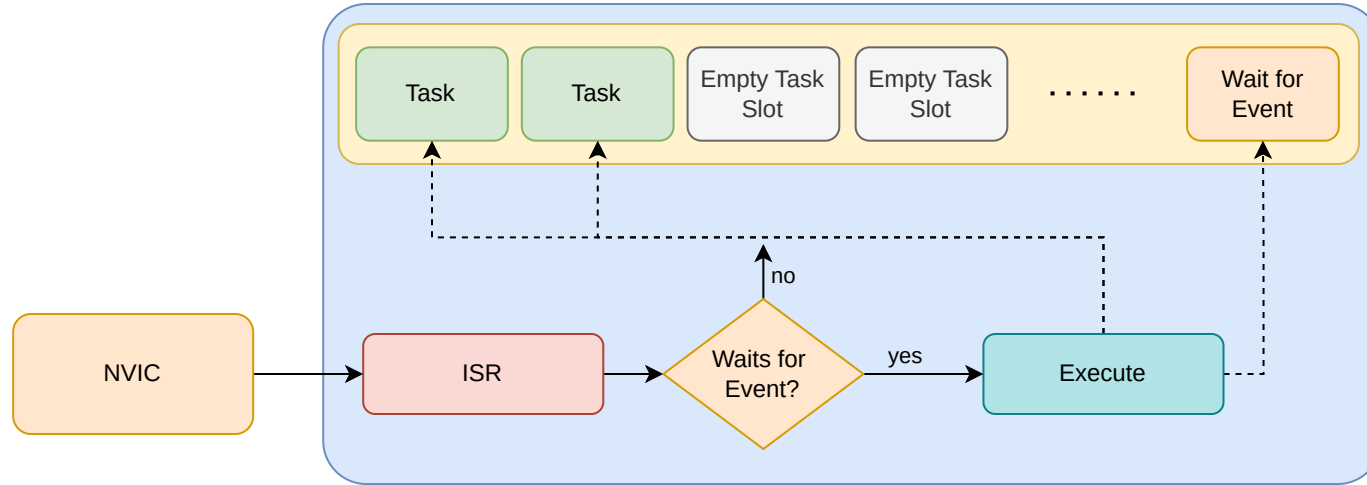 Task
Task
Empty Task
Slot
Empty Task
Slot
......
Wait for
Event
no
NVIC
ISR
Waits for
Event?
yes
Execute